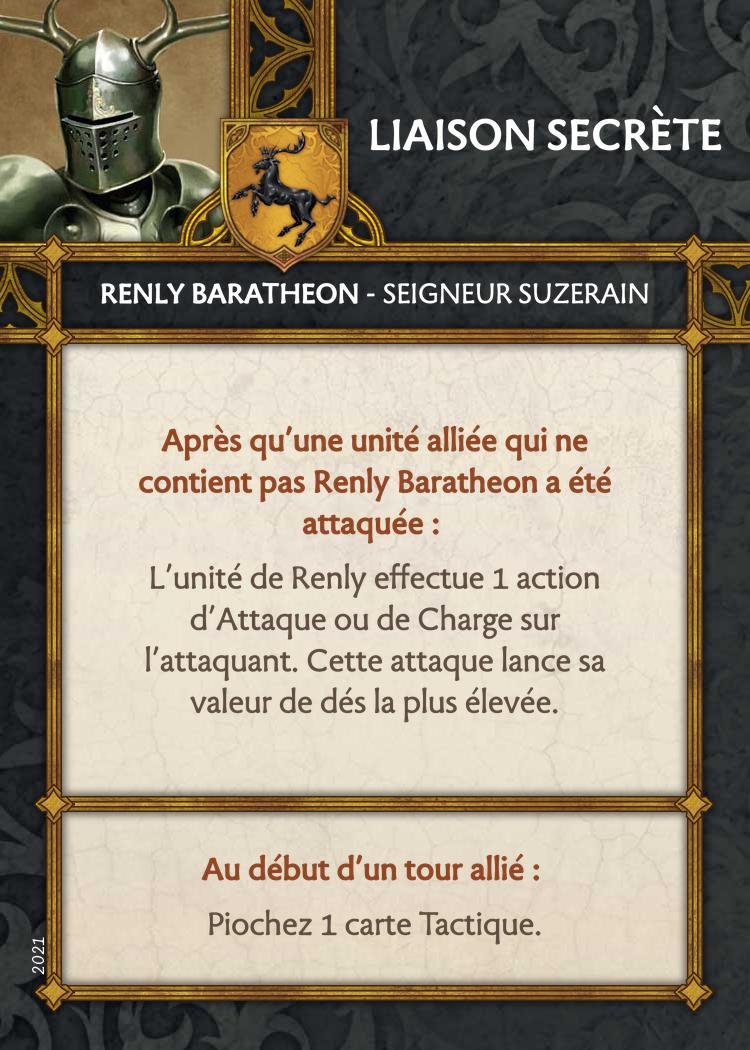 LIAISON SECRÈTE
RENLY BARATHEON - SEIGNEUR SUZERAIN
Après qu'une unité alliée qui ne
contient pas Renly Baratheon a été
attaquée :
L'unité de Renly effectue 1 action
d'Attaque ou de Charge sur
l'attaquant. Cette attaque lance sa
valeur de dés la plus élevée.
Au début d'un tour allié :
Piochez 1 carte Tactique.
2021